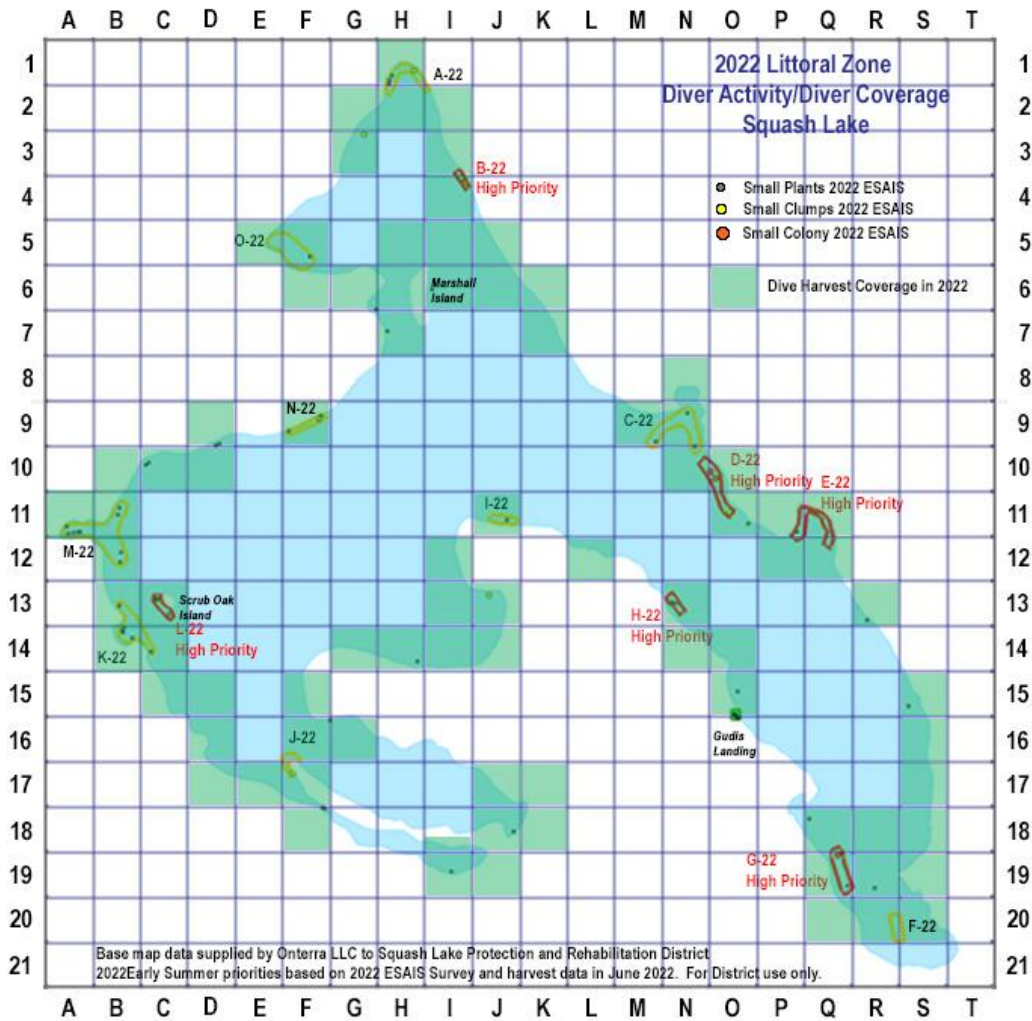 A B C D E F G H I J K L M N O P Q R S T
1 1
2022 Littoral Zone
Diver Activity/Diver Coverage
Squash Lake
A-22
2 2
3 3
B-22
High Priority
4 4
Small Plants 2022 ESAIS
Small Clumps 2022 ESAIS
Small Colony 2022 ESAIS
O-22
5 5
Marshall
Island
6 6
Dive Harvest Coverage in 2022
7 7
8 8
N-22
C-22
9 9
10 10
D-22
High Priority
E-22
High Priority
I-22
11 11
M-22
12 12
13 13
Scrub Oak
Island
L-22
High Priority
H-22
High Priority
K-22
14 14
15 15
J-22
16 16
Gudis
Landing
17 17
18 18
G-22
High Priority
19 19
20 20
F-22
Base map data supplied by Onterra LLC to Squash Lake Protection and Rehabilitation District
2022Early Summer priorities based on 2022 ESAIS Survey and harvest data in June 2022. For District use only.
21 21
A B C D E F G H I J K L M N O P Q R S T